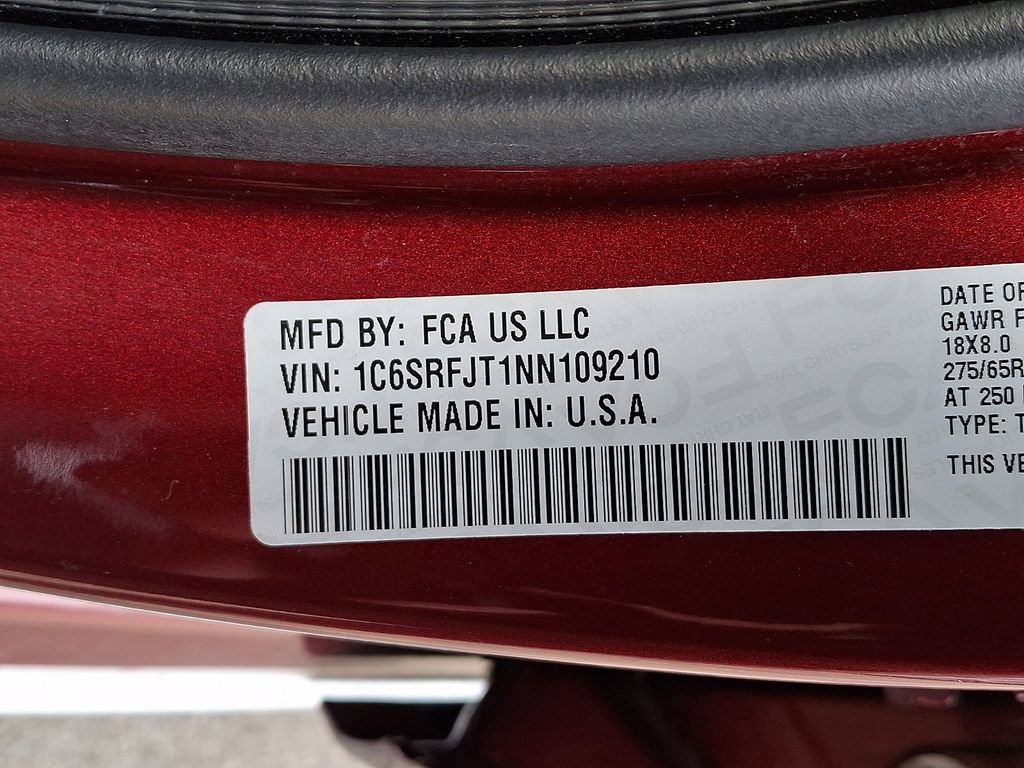 MFD BY: FCA US LLC
VIN: 1C6SRFJT1NN109210
VEHICLE MADE IN: U.S.A.
DATE OF
GAWR F
18X8.0
275/65R
AT 250
TYPE: T
THIS VE